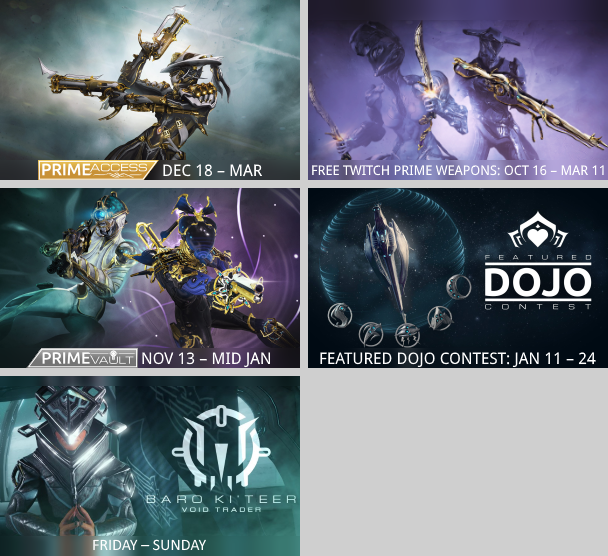 PRIMEACCESS DEC 18 – MAR
FREE TWITCH PRIME WEAPONS: OCT 16 – MAR 11
PRIMEVAULT NOV 13 – MID JAN
FEATURED
DOJO
CONTEST
FEATURED DOJO CONTEST: JAN 11 – 24
BARO KI'TEER
VOID TRADER
FRIDAY – SUNDAY